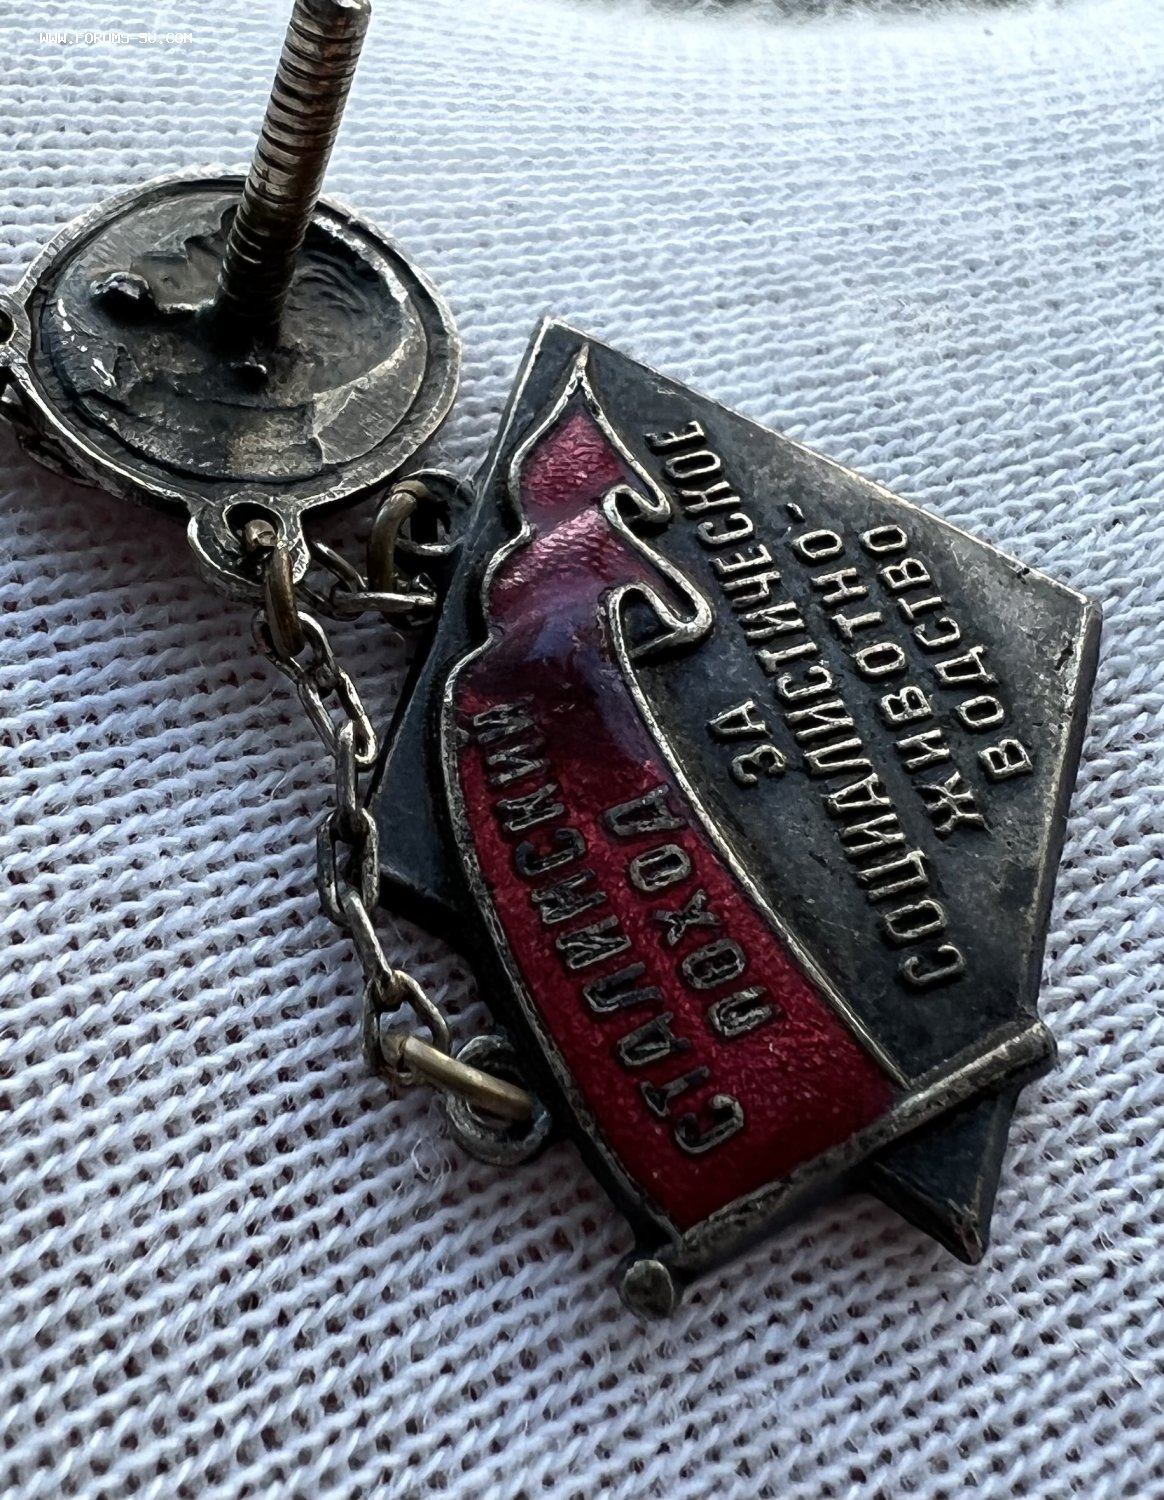 WWW.FORUMS-SU.COM
СТАЛИНСКИЙ
ПОХОД
ЗА
СОЦИАЛИСТИЧЕСКОЕ
ЖИВОТНО-
ВОДСТВО